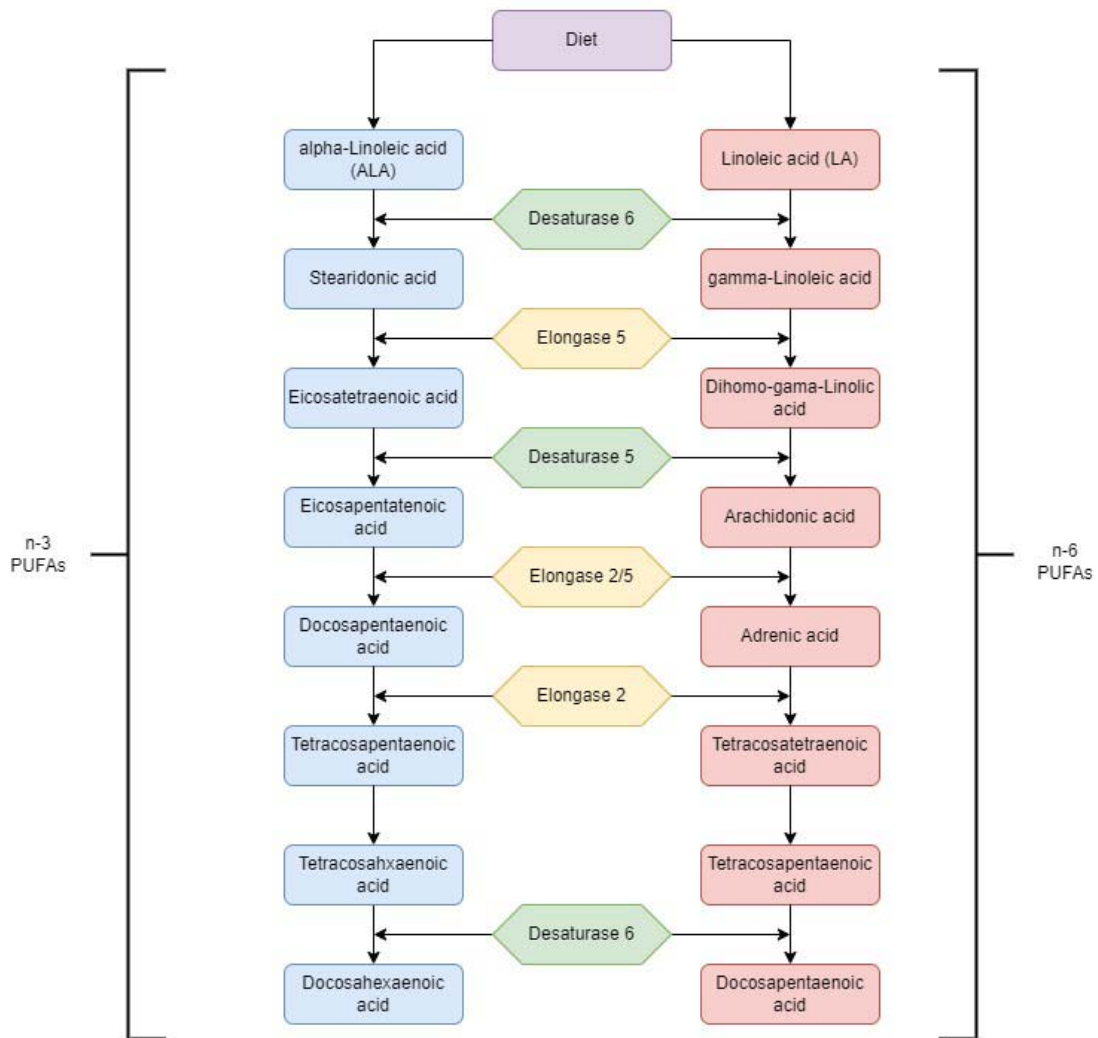 Diet
alpha-Linoleic acid
(ALA)
Linoleic acid (LA)
Desaturase 6
Stearidonic acid
gamma-Linoleic acid
Elongase 5
Eicosatetraenoic acid
Dihomo-gama-Linolic
acid
Desaturase 5
Eicosapentatenoic
acid
Arachidonic acid
n-3
PUFAs
Elongase 2/5
n-6
PUFAs
Docosapentaenoic
acid
Adrenic acid
Elongase 2
Tetracosapentaenoic
acid
Tetracosatetraenoic
acid
Tetracosahxaenoic
acid
Tetracosapentaenoic
acid
Desaturase 6
Docosahexaenoic
acid
Docosapentaenoic
acid